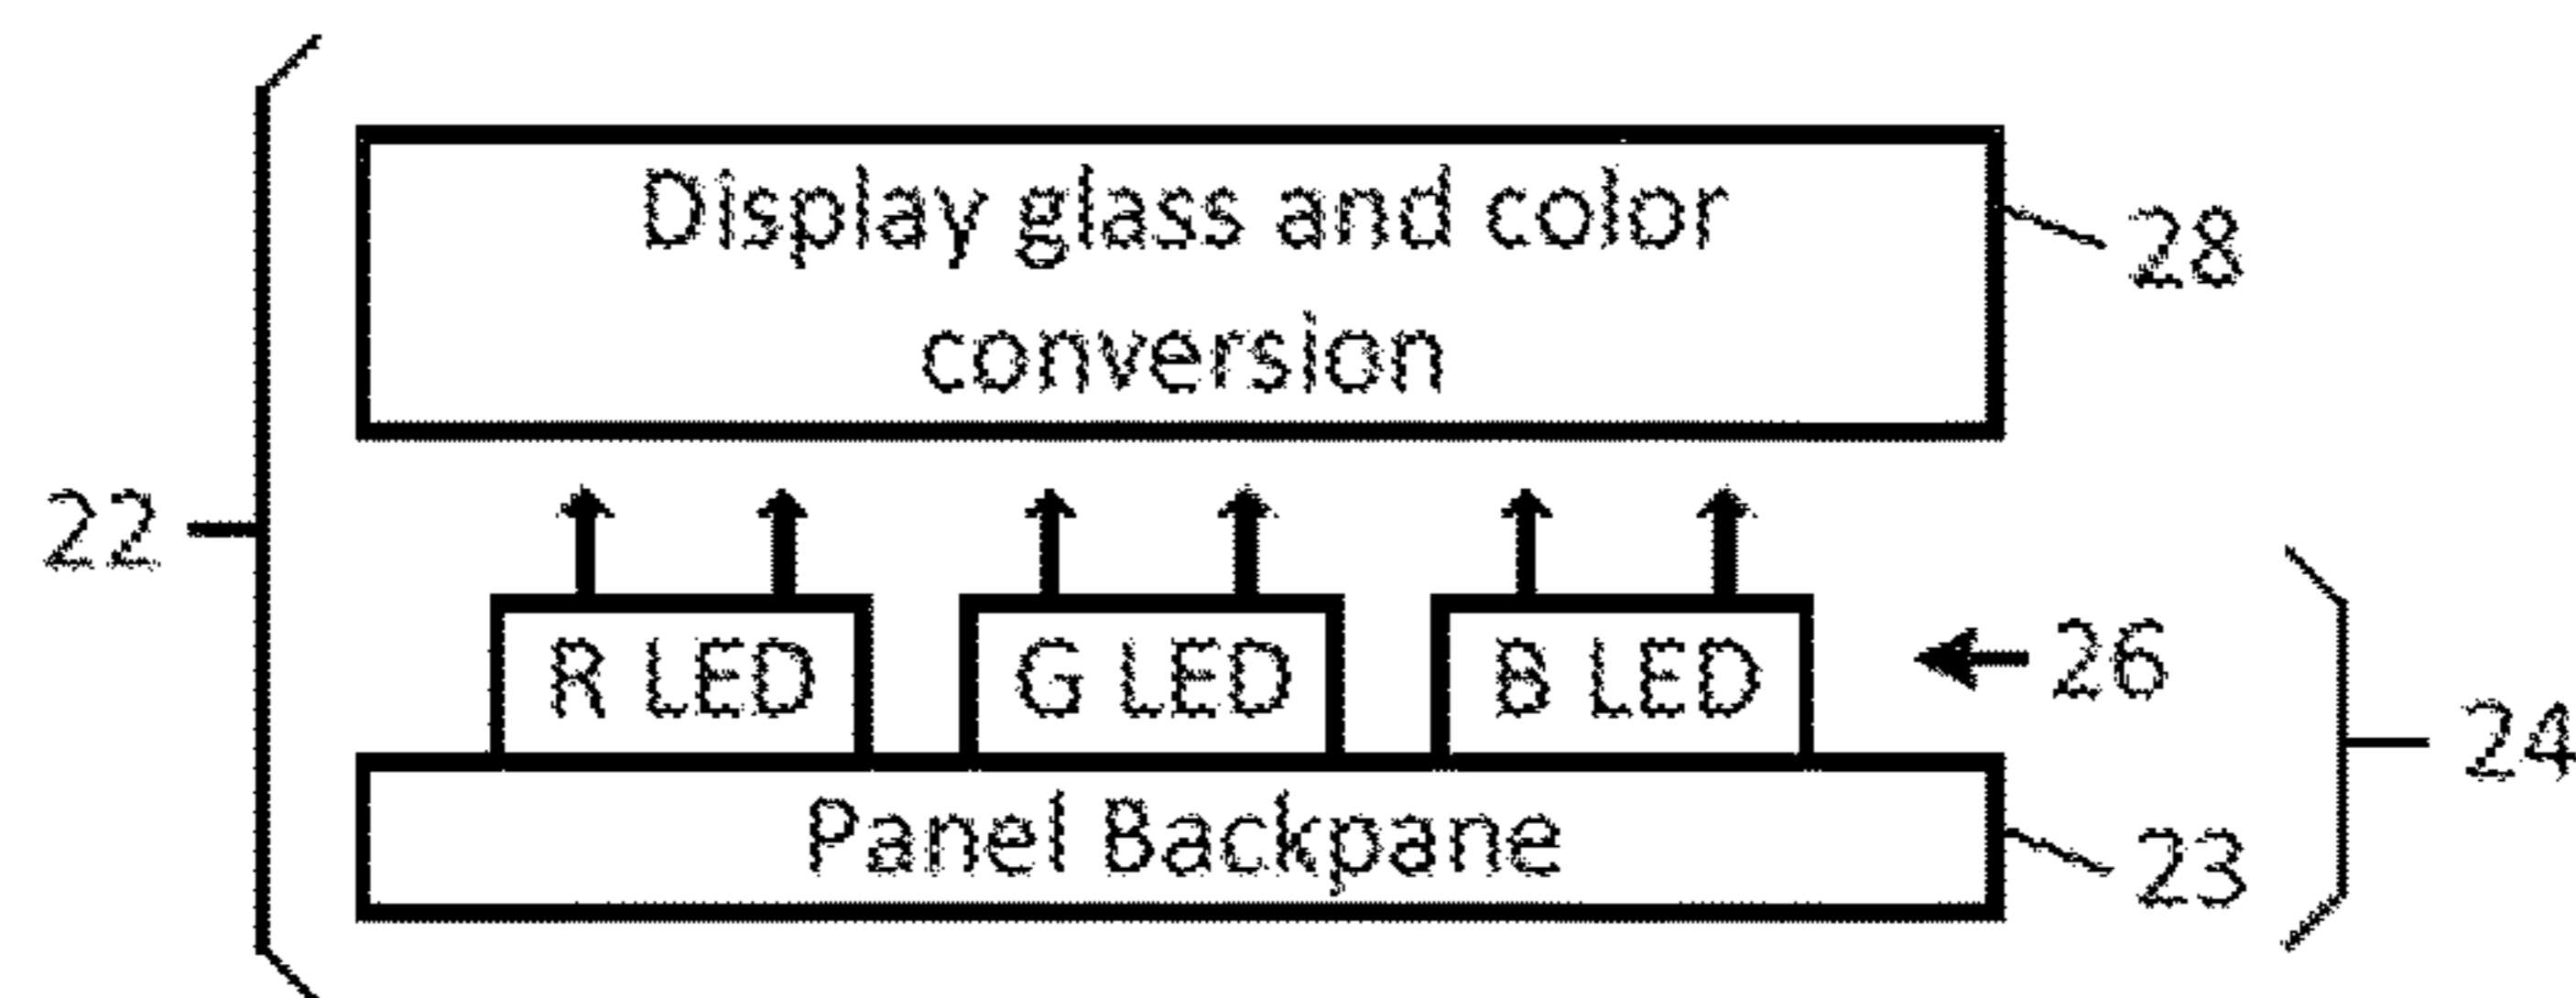 Display glass and color
conversion
28
22
R LED
G LED
B LED
26
24
Panel Backpane
23